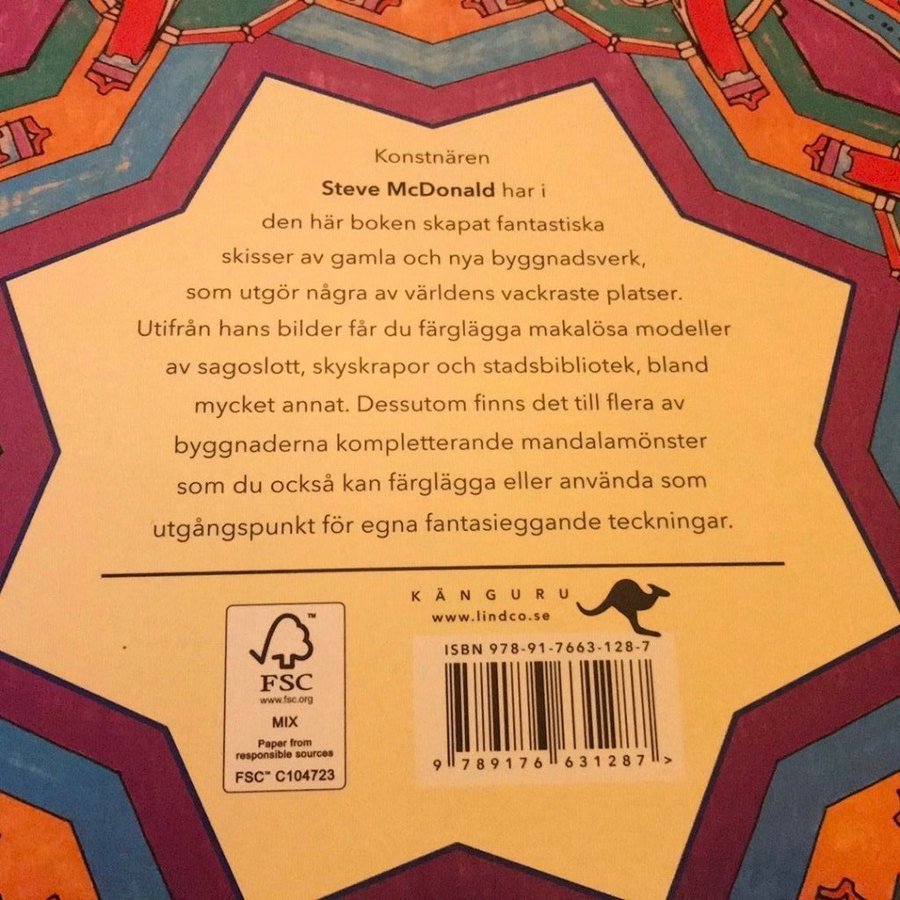 Konstnären
Steve McDonald har i
den här boken skapat fantastiska
skisser av gamla och nya byggnadsverk,
som utgör några av världens vackraste platser.
Utifrån hans bilder får du färglägga makalösa modeller
av sagoslott, skyskrapor och stadsbibliotek, bland
mycket annat. Dessutom finns det till flera av
byggnaderna kompletterande mandalamönster
som du också kan färglägga eller använda som
utgångspunkt för egna fantasieggande teckningar.
KÄNGURU
www.lindco.se
ISBN 978-91-7663-128-7
9 789176 631287 >
FSC™
www.fsc.org
MIX
Paper from
responsible sources
FSC™ C104723